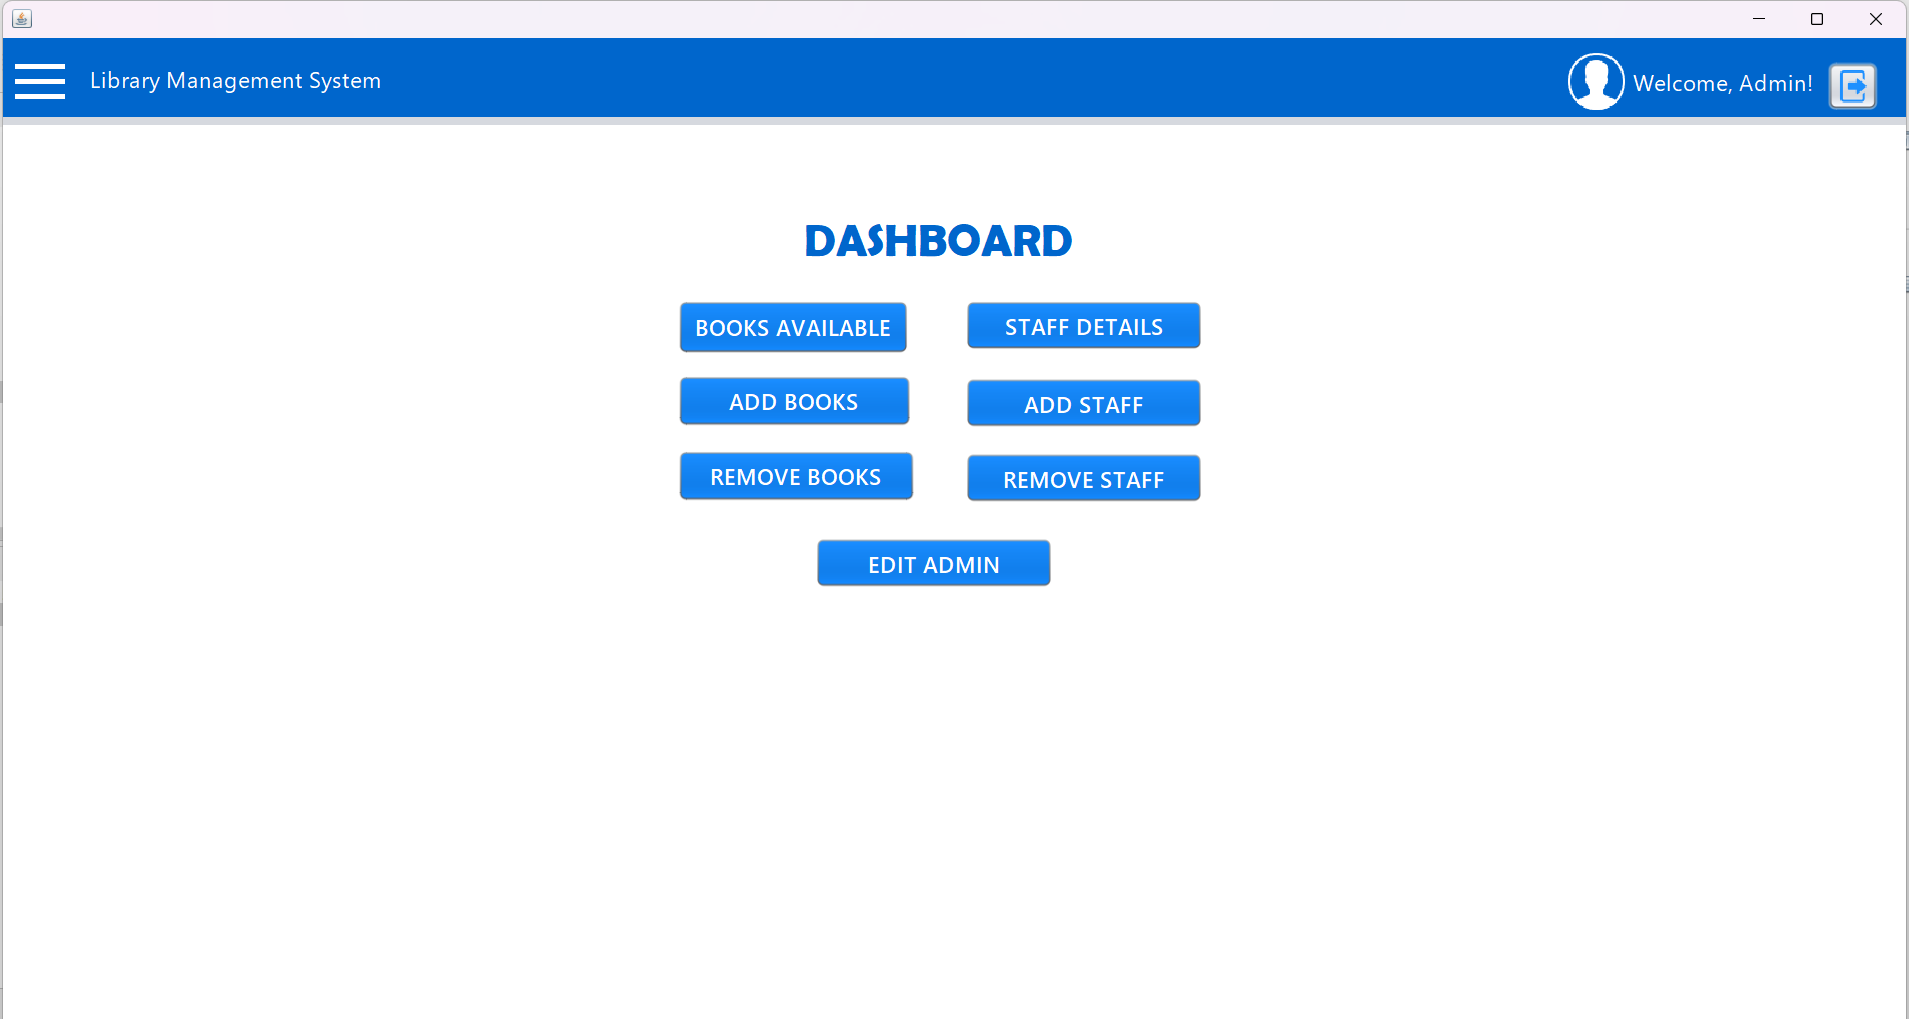 Library Management System
Welcome, Admin!
DASHBOARD
BOOKS AVAILABLE
STAFF DETAILS
ADD BOOKS
ADD STAFF
REMOVE BOOKS
REMOVE STAFF
EDIT ADMIN